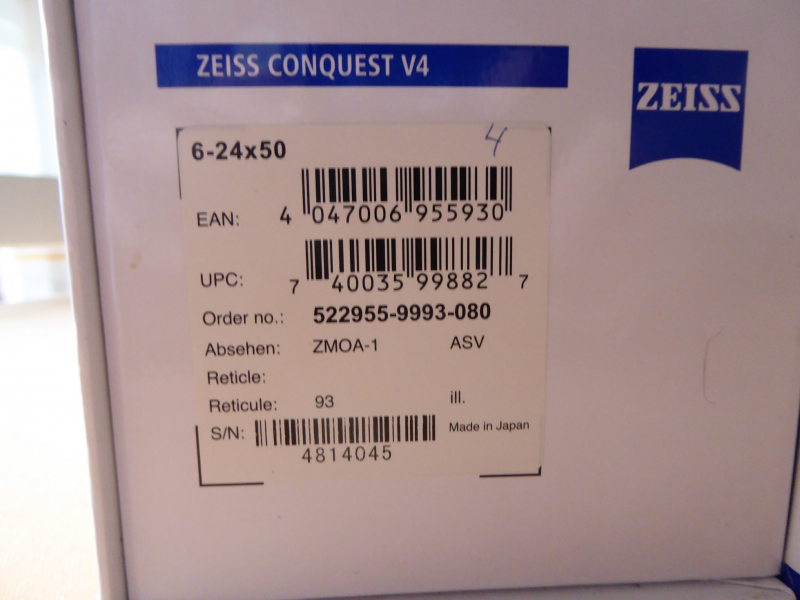 ZEISS CONQUEST V4
ZEISS
6-24x50
4
EAN: 4 047006 955930
UPC: 7 40035 99882 7
Order no.: 522955-9993-080
Absehen: ZMOA-1 ASV
Reticle:
Reticule: 93 ill.
S/N: Made in Japan
4814045